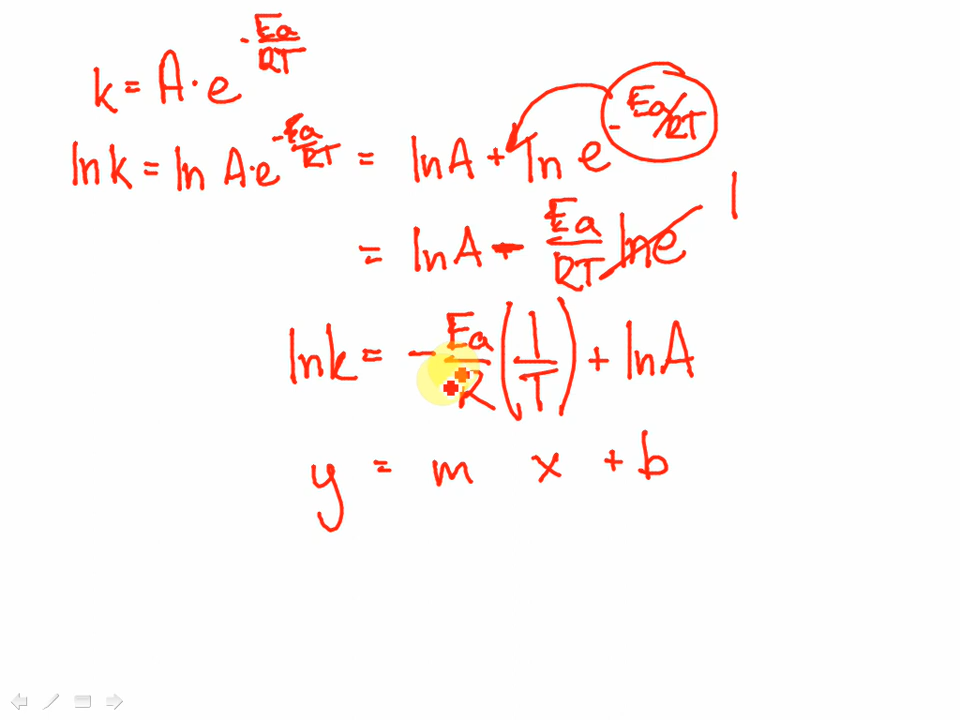 k = A · e^(-Ea/RT)
ln k = ln A · e^(-Ea/RT) = ln A + ln e^(-Ea/RT)
= ln A - Ea/RT ln e 1
ln k = - Ea/R (1/T) + ln A
y = m x + b